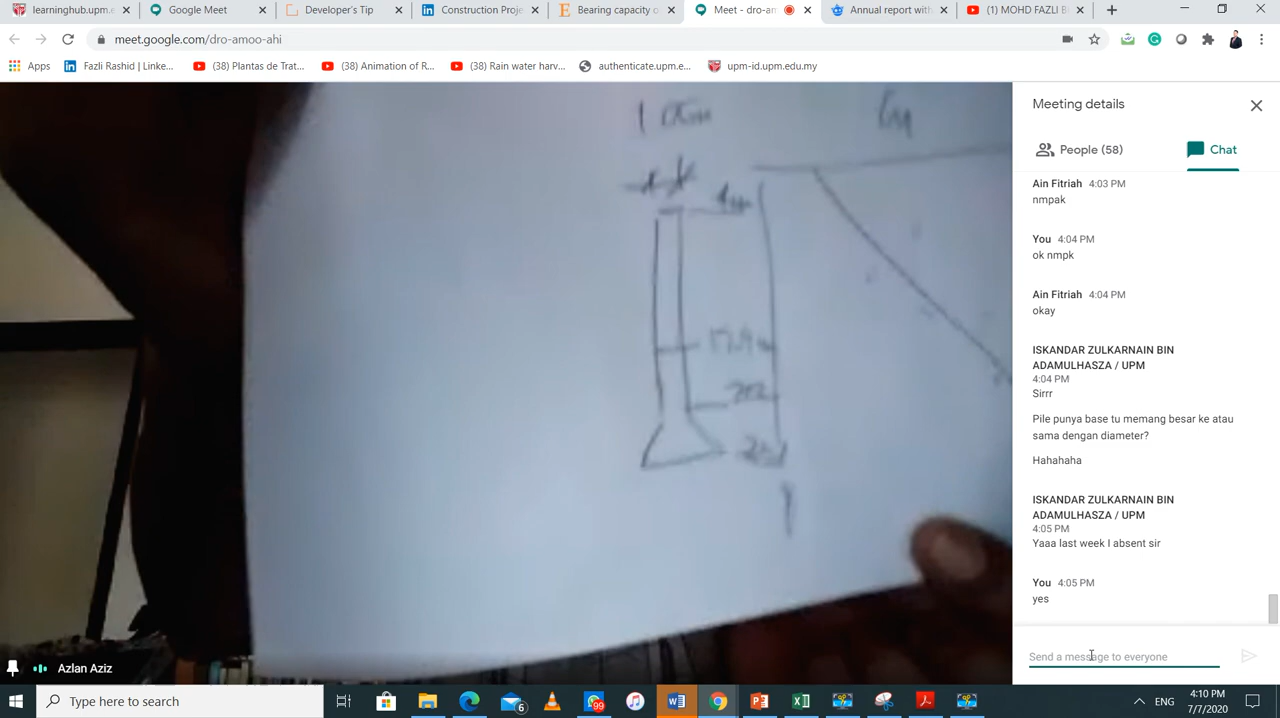 learninghub.upm.e
Google Meet
Developer's Tip
Construction Proje
Bearing capacity o
Meet - dro-am
Annual report with
(1) MOHD FAZLI B
meet.google.com/dro-amoo-ahi
Apps
Fazli Rashid | Linke...
(38) Plantas de Trat...
(38) Animation of R...
(38) Rain water harv...
authenticate.upm.e...
upm-id.upm.edu.my
Meeting details
People (58)
Chat
Ain Fitriah 4:03 PM
nmpak
You 4:04 PM
ok nmpk
Ain Fitriah 4:04 PM
okay
ISKANDAR ZULKARNAIN BIN
ADAMULHASZA / UPM
4:04 PM
Sirrr
Pile punya base tu memang besar ke atau
sama dengan diameter?
Hahahaha
ISKANDAR ZULKARNAIN BIN
ADAMULHASZA / UPM
4:05 PM
Yaaa last week I absent sir
You 4:05 PM
yes
Send a message to everyone
Azlan Aziz
Type here to search
6
99
ENG
4:10 PM
7/7/2020